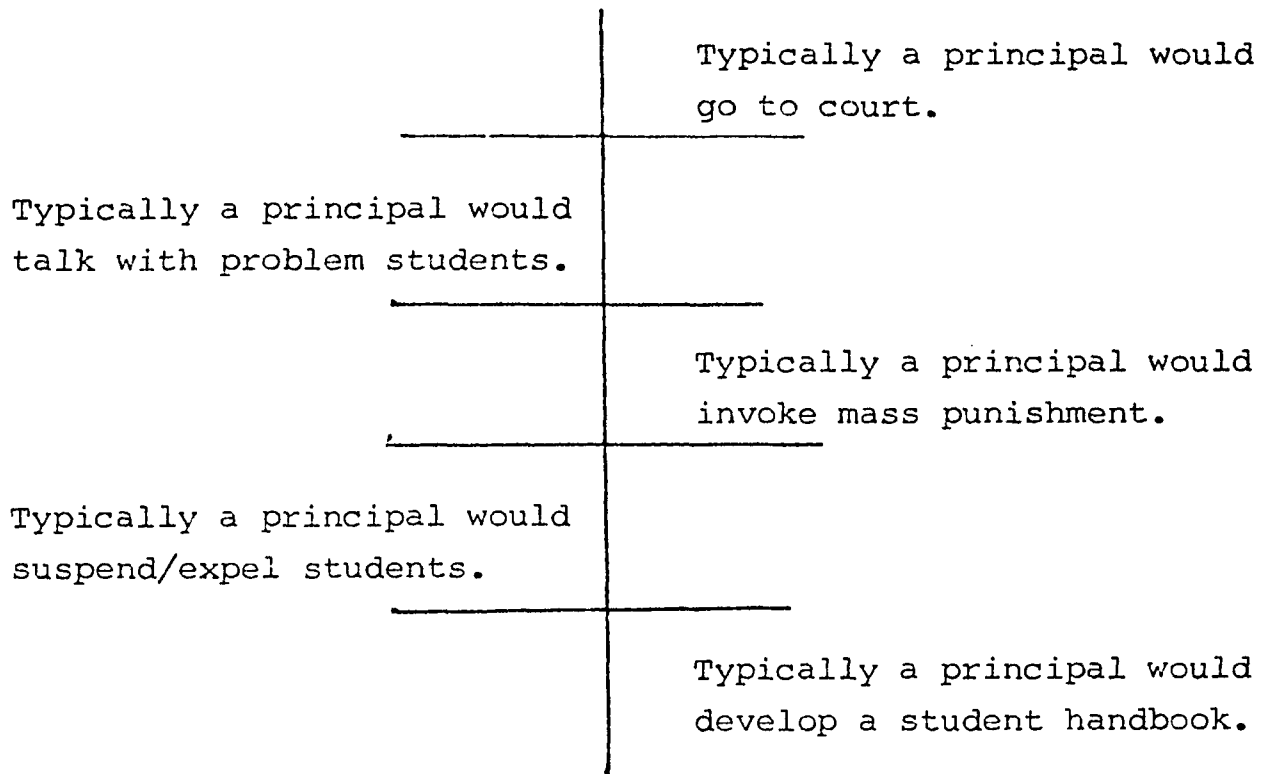 Typically a principal would
go to court.
Typically a principal would
talk with problem students.
Typically a principal would
invoke mass punishment.
Typically a principal would
suspend/expel students.
Typically a principal would
develop a student handbook.